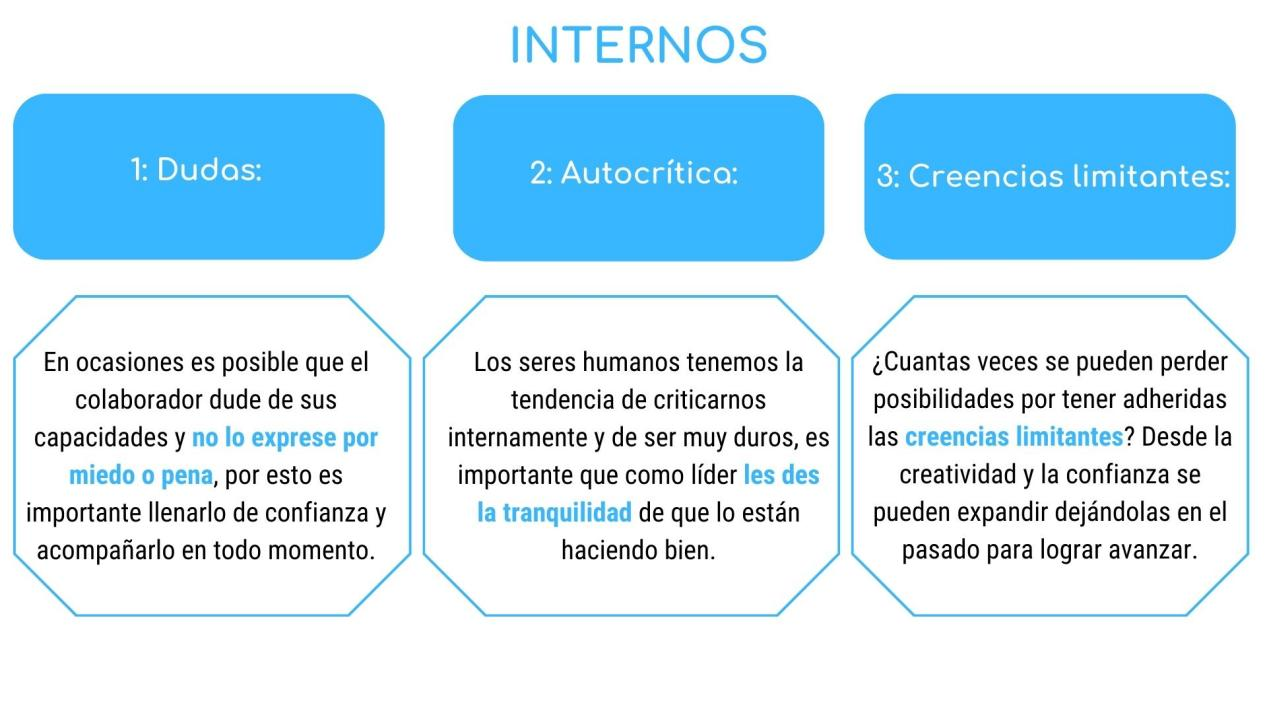 INTERNOS
1: Dudas:
En ocasiones es posible que el
colaborador dude de sus
capacidades y no lo exprese por
miedo o pena, por esto es
importante llenarlo de confianza y
acompañarlo en todo momento.
2: Autocrítica:
Los seres humanos tenemos la
tendencia de criticarnos
internamente y de ser muy duros, es
importante que como líder les des
la tranquilidad de que lo están
haciendo bien.
3: Creencias limitantes:
¿Cuantas veces se pueden perder
posibilidades por tener adheridas
las creencias limitantes? Desde la
creatividad y la confianza se
pueden expandir dejándolas en el
pasado para lograr avanzar.